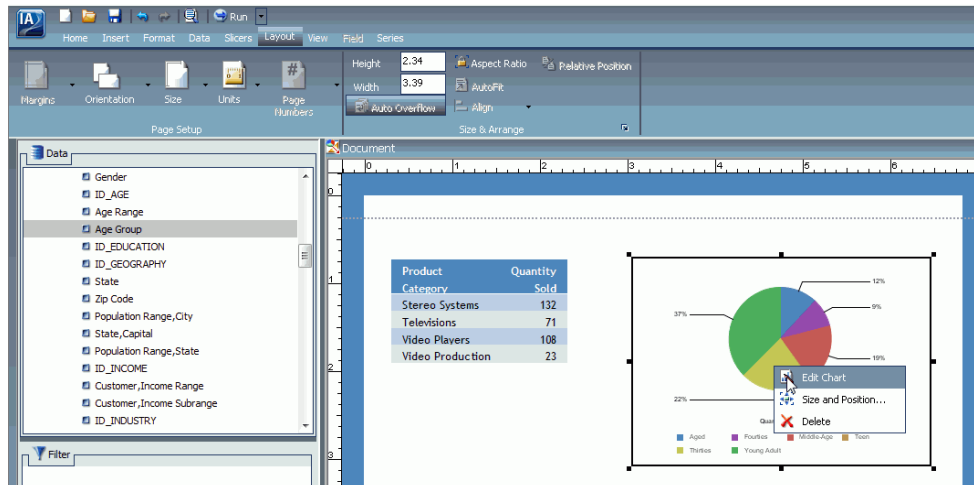 IA Run
Home Insert Format Data Slicers Layout View Field Series
Height 2.34 Aspect Ratio Relative Position
Width 3.39 AutoFit
Margins Orientation Size Units # Page Numbers
Auto Overflow Align
Page Setup Size & Arrange
Data
Document
0 1 2 3 4 5 6
Gender
ID_AGE
Age Range
Age Group
ID_EDUCATION
ID_GEOGRAPHY
State
Zip Code
Population Range,City
State,Capital
Population Range,State
ID_INCOME
Customer,Income Range
Customer,Income Subrange
ID_INDUSTRY
Filter
0
1
2
3
Product Category Quantity Sold
Stereo Systems 132
Televisions 71
Video Players 108
Video Production 23
12%
9%
37%
19%
22%
Edit Chart
Size and Position...
Delete
Aged Fourties Middle-Age Teen
Thirties Young Adult